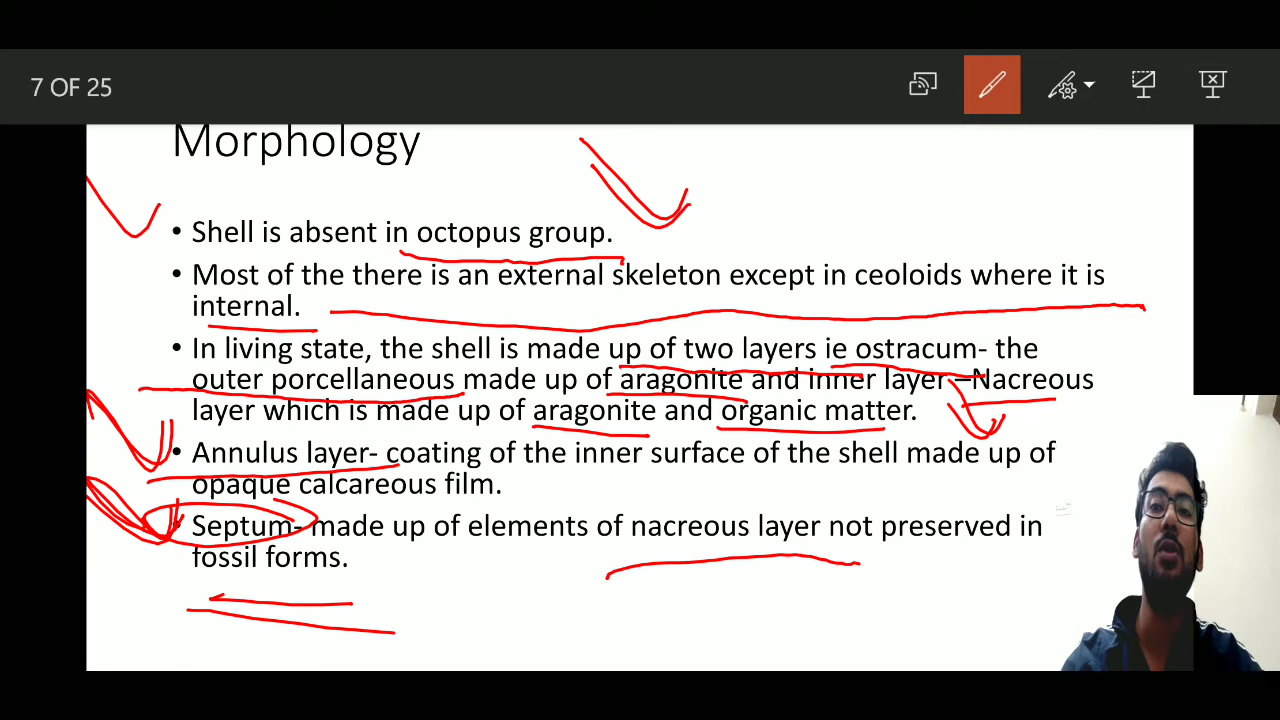 7 OF 25
Morphology
• Shell is absent in octopus group.
• Most of the there is an external skeleton except in ceoloids where it is
internal.
• In living state, the shell is made up of two layers ie ostracum- the
outer porcellaneous made up of aragonite and inner layer –Nacreous
layer which is made up of aragonite and organic matter.
• Annulus layer- coating of the inner surface of the shell made up of
opaque calcareous film.
• Septum- made up of elements of nacreous layer not preserved in
fossil forms.